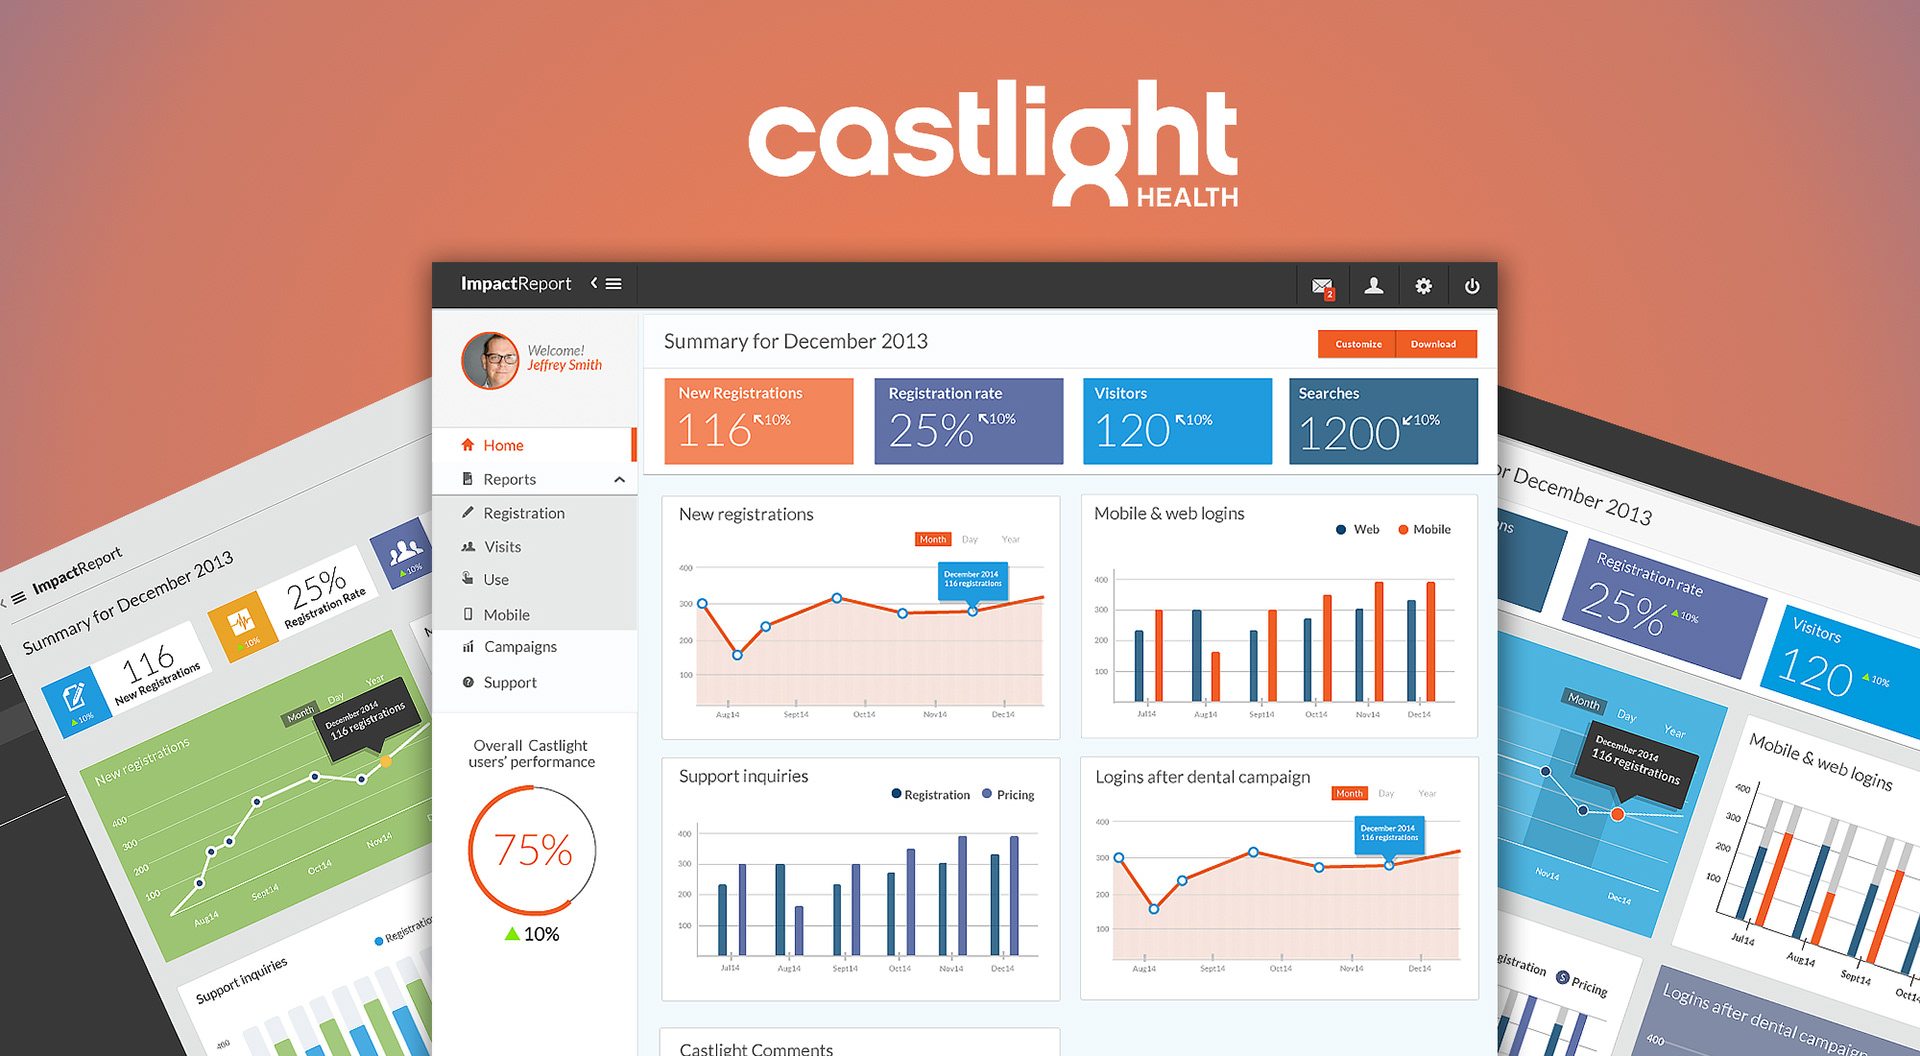 castlight
HEALTH
ImpactReport
2
Welcome!
Jeffrey Smith
Home
Reports
Registration
Visits
Use
Mobile
Campaigns
Support
Overall Castlight
users' performance
75%
10%
Summary for December 2013
Customize
Download
New Registrations
116 10%
Registration rate
25% 10%
Visitors
120 10%
Searches
1200 10%
New registrations
Month Day Year
December 2014
116 registrations
400
300
200
100
Aug14 Sept14 Oct14 Nov14 Dec14
Mobile & web logins
Web Mobile
400
300
200
100
Jul14 Aug14 Sept14 Oct14 Nov14 Dec14
Support inquiries
Registration Pricing
400
300
200
100
Jul14 Aug14 Sept14 Oct14 Nov14 Dec14
Logins after dental campaign
Month Day Year
December 2014
116 registrations
400
300
200
100
Aug14 Sept14 Oct14 Nov14 Dec14
Castlight Comments
ImpactReport
Summary for December 2013
10%
116
New Registrations
10%
25%
Registration Rate
10%
New registrations
Month Day Year
December 2014
116 registrations
400
300
200
100
Aug14 Sept14 Oct14 Nov14
Support inquiries
Registratio
400
or December 2013
ns
Registration rate
25% 10%
Visitors
120 10%
Month Day Year
December 2014
116 registrations
Nov14 Dec14
Mobile & web logins
400
300
200
100
Jul14 Aug14 Sept14 Oct14
gistration Pricing
Logins after dental campaign
400